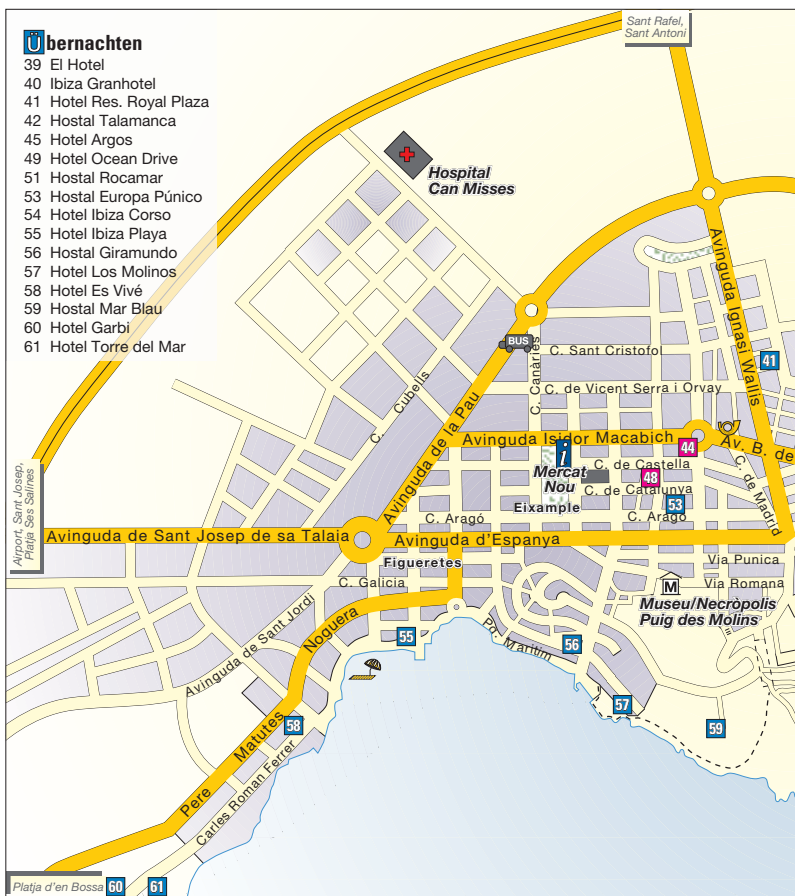 Übernachten
39 El Hotel
40 Ibiza Granhotel
41 Hotel Res. Royal Plaza
42 Hostal Talamanca
45 Hotel Argos
49 Hotel Ocean Drive
51 Hostal Rocamar
53 Hostal Europa Púnico
54 Hotel Ibiza Corso
55 Hotel Ibiza Playa
56 Hostal Giramundo
57 Hotel Los Molinos
58 Hotel Es Vivé
59 Hostal Mar Blau
60 Hotel Garbi
61 Hotel Torre del Mar
Sant Rafel,
Sant Antoni
Hospital
Can Misses
Avinguda Ignasi Wallis
BUS
C. Sant Cristofol
41
C. Canàries
C. de Vicent Serra i Orvay
C. Cubells
Avinguda de la Pau
Avinguda Isidor Macabich
44
Av. B. de
i
Mercat
Nou
C. de Castella
48
C. de Catalunya
C. de Madrid
Eixample
53
C. Aragó
C. Aragó
Airport, Sant Josep,
Platja Ses Salines
Avinguda de Sant Josep de sa Talaia
Avinguda d'Espanya
Figueretes
Via Punica
C. Galicia
Via Romana
M
Museu/Necròpolis
Puig des Molins
Avinguda de Sant Jordi
Noguera
55
Pg. Maritim
56
57
59
58
Matutes
Pere
Carles Roman Ferrer
Platja d'en Bossa
60
61